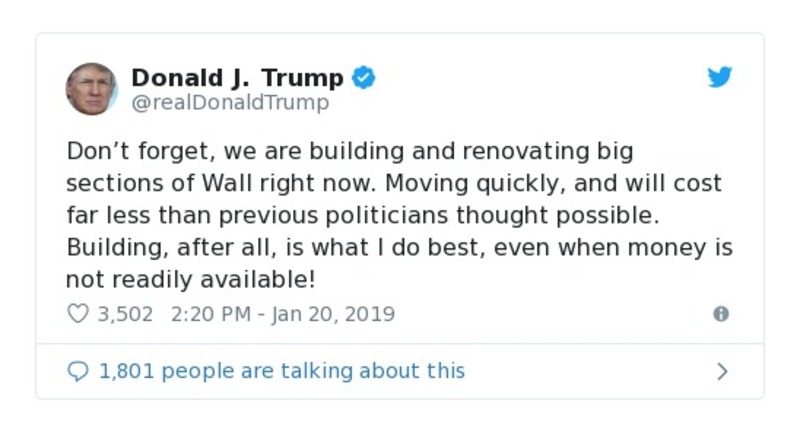 Donald J. Trump
@realDonaldTrump
Don’t forget, we are building and renovating big
sections of Wall right now. Moving quickly, and will cost
far less than previous politicians thought possible.
Building, after all, is what I do best, even when money is
not readily available!
3,502 2:20 PM - Jan 20, 2019
1,801 people are talking about this